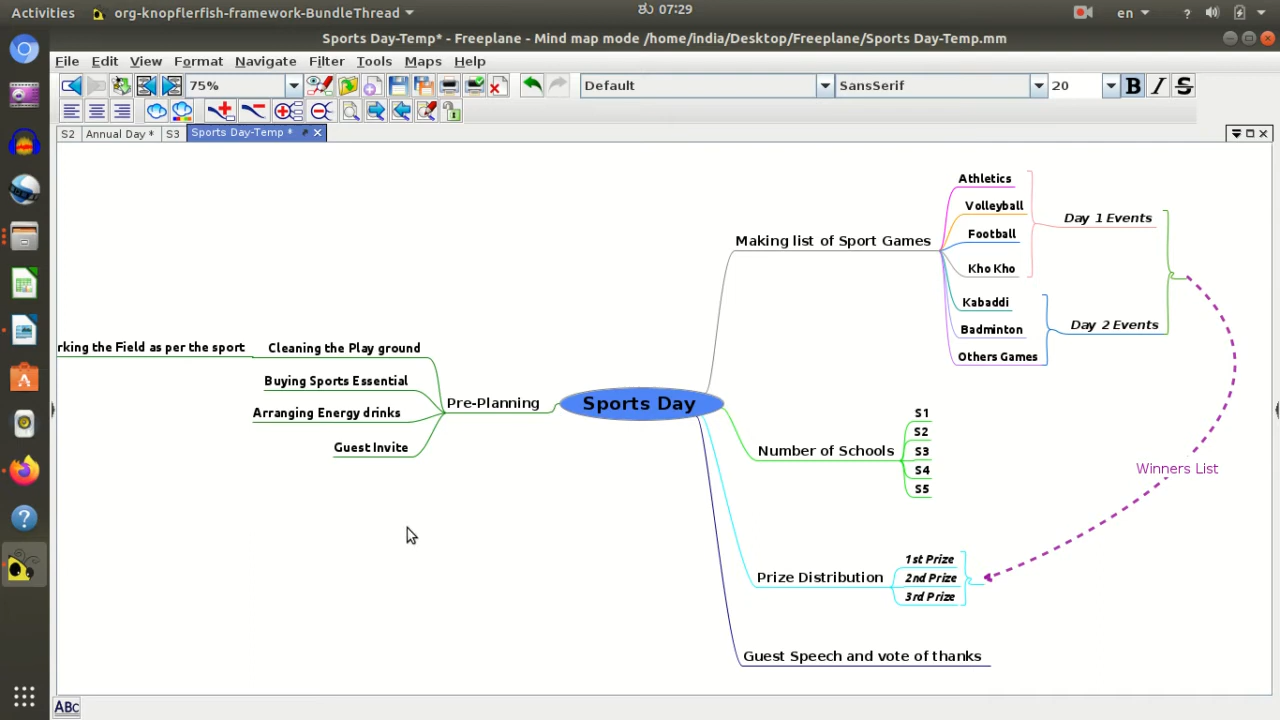 Activities
org-knopflerfish-framework-BundleThread
07:29
en
Sports Day-Temp* - Freeplane - Mind map mode /home/india/Desktop/Freeplane/Sports Day-Temp.mm
File Edit View Format Navigate Filter Tools Maps Help
75%
Default
SansSerif
20
B I S
S2
Annual Day *
S3
Sports Day-Temp *
Athletics
Volleyball
Football
Kho Kho
Kabaddi
Badminton
Others Games
Day 1 Events
Day 2 Events
Making list of Sport Games
rking the Field as per the sport
Cleaning the Play ground
Buying Sports Essential
Arranging Energy drinks
Guest Invite
Pre-Planning
Sports Day
Number of Schools
S1
S2
S3
S4
S5
Winners List
Prize Distribution
1st Prize
2nd Prize
3rd Prize
Guest Speech and vote of thanks
ABC